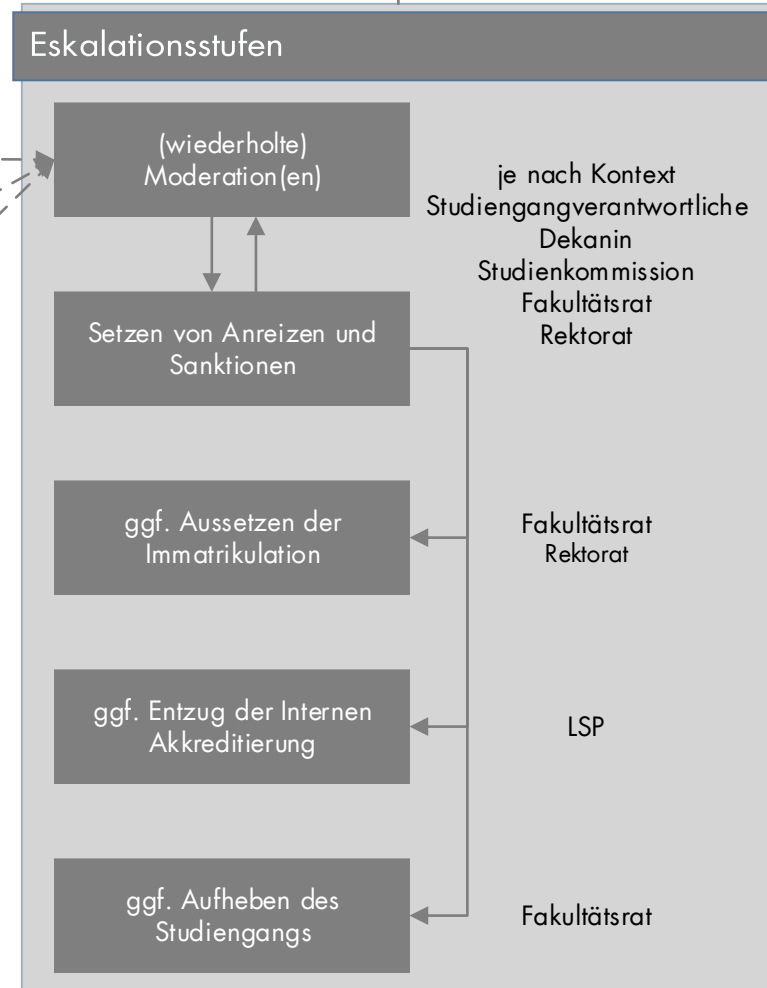 Eskalationsstufen
(wiederholte)
Moderation(en)
je nach Kontext
Studiengangverantwortliche
Dekanin
Studienkommission
Fakultätsrat
Rektorat
Setzen von Anreizen und
Sanktionen
ggf. Aussetzen der
Immatrikulation
Fakultätsrat
Rektorat
ggf. Entzug der Internen
Akkreditierung
LSP
ggf. Aufheben des
Studiengangs
Fakultätsrat